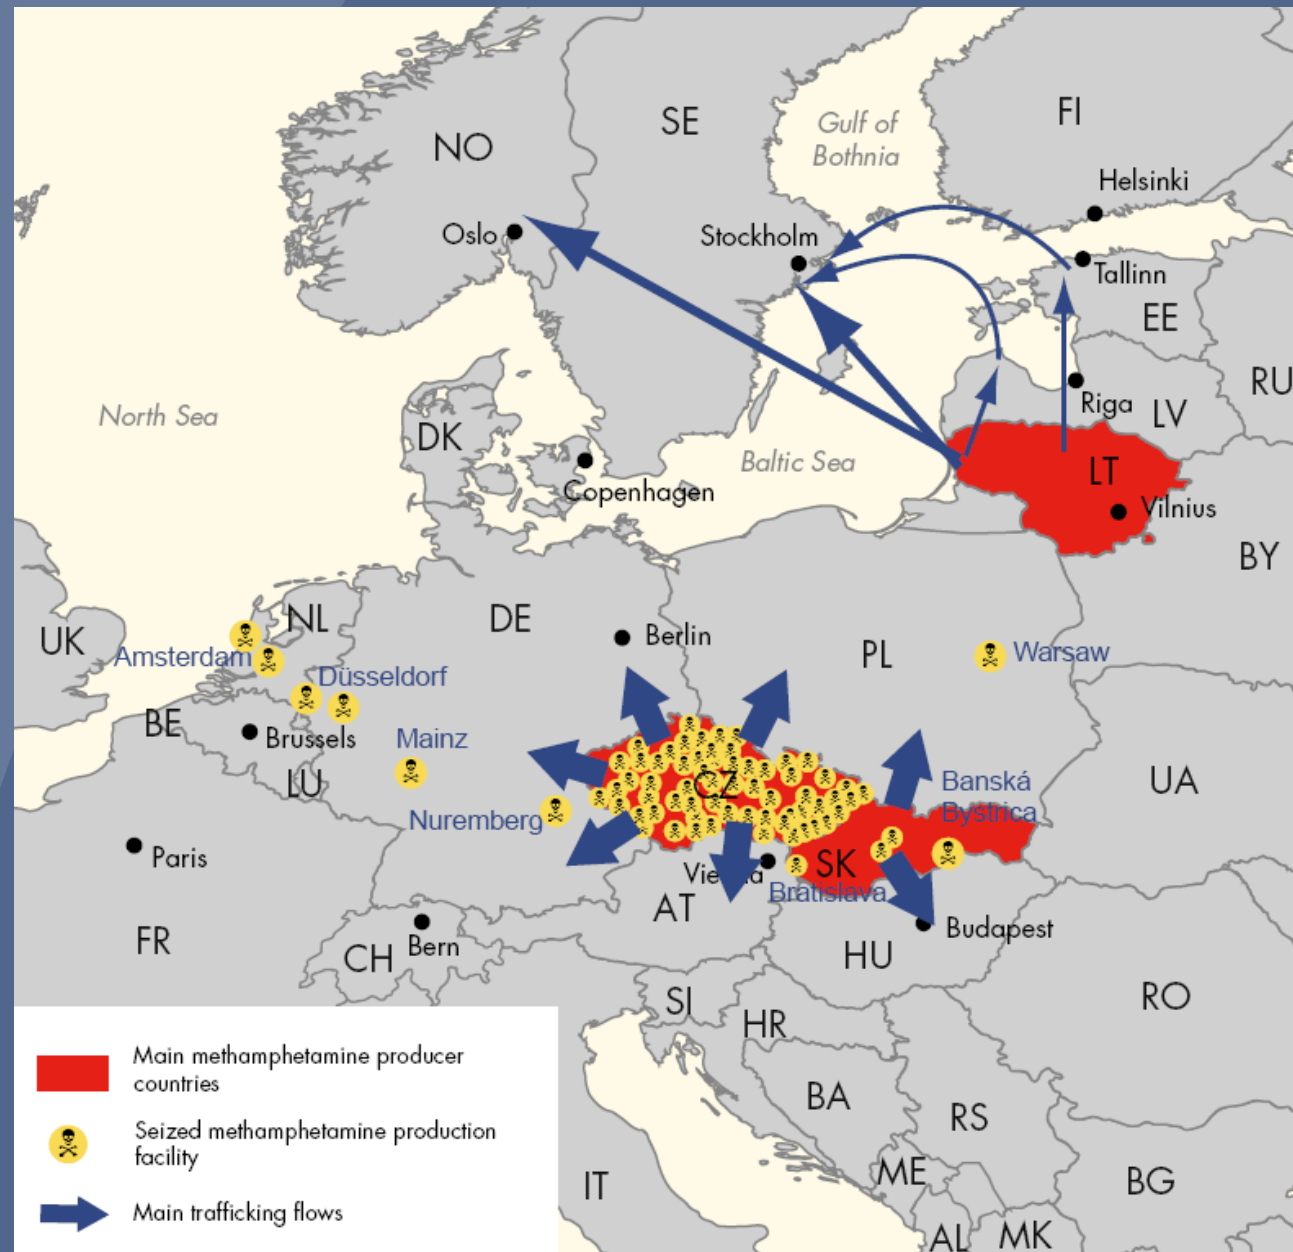 FI
SE
Gulf of
Bothnia
NO
Helsinki
Oslo
Stockholm
Tallinn
EE
RU
North Sea
DK
Riga
LV
Baltic Sea
LT
Copenhagen
Vilnius
BY
NL
DE
UK
Berlin
Amsterdam
PL
Warsaw
Düsseldorf
BE
Brussels
Mainz
LU
CZ
Banská
Bystrica
UA
Nuremberg
Paris
Vienna
SK
Bratislava
AT
FR
Bern
CH
Budapest
HU
RO
SI
HR
BA
RS
ME
BG
IT
AL
MK
Main methamphetamine producer
countries
Seized methamphetamine production
facility
Main trafficking flows